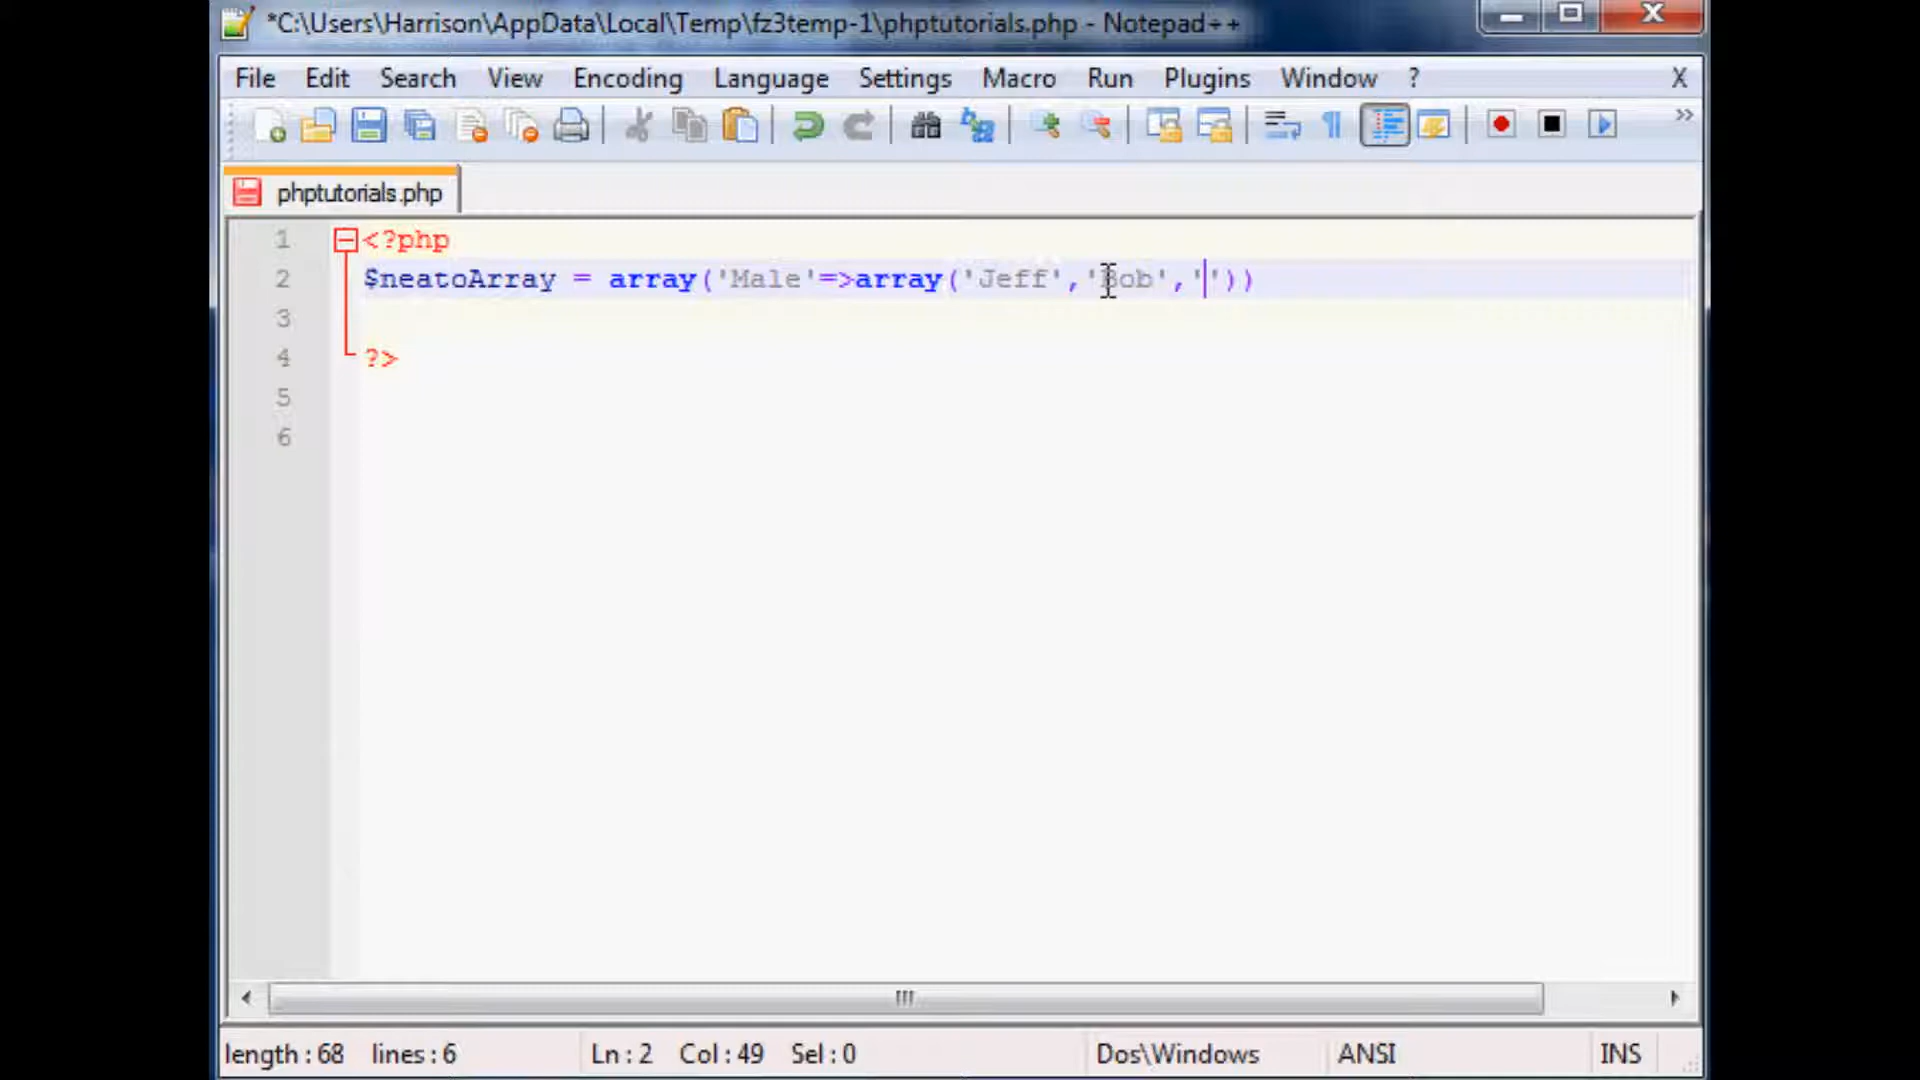 *C:\Users\Harrison\AppData\Local\Temp\fz3temp-1\phptutorials.php - Notepad++
File Edit Search View Encoding Language Settings Macro Run Plugins Window ? X
phptutorials.php
1 <?php
2 $neatoArray = array('Male'=>array('Jeff','Bob',''))
3
4 ?>
5
6
length : 68 lines : 6 Ln : 2 Col : 49 Sel : 0 Dos\Windows ANSI INS